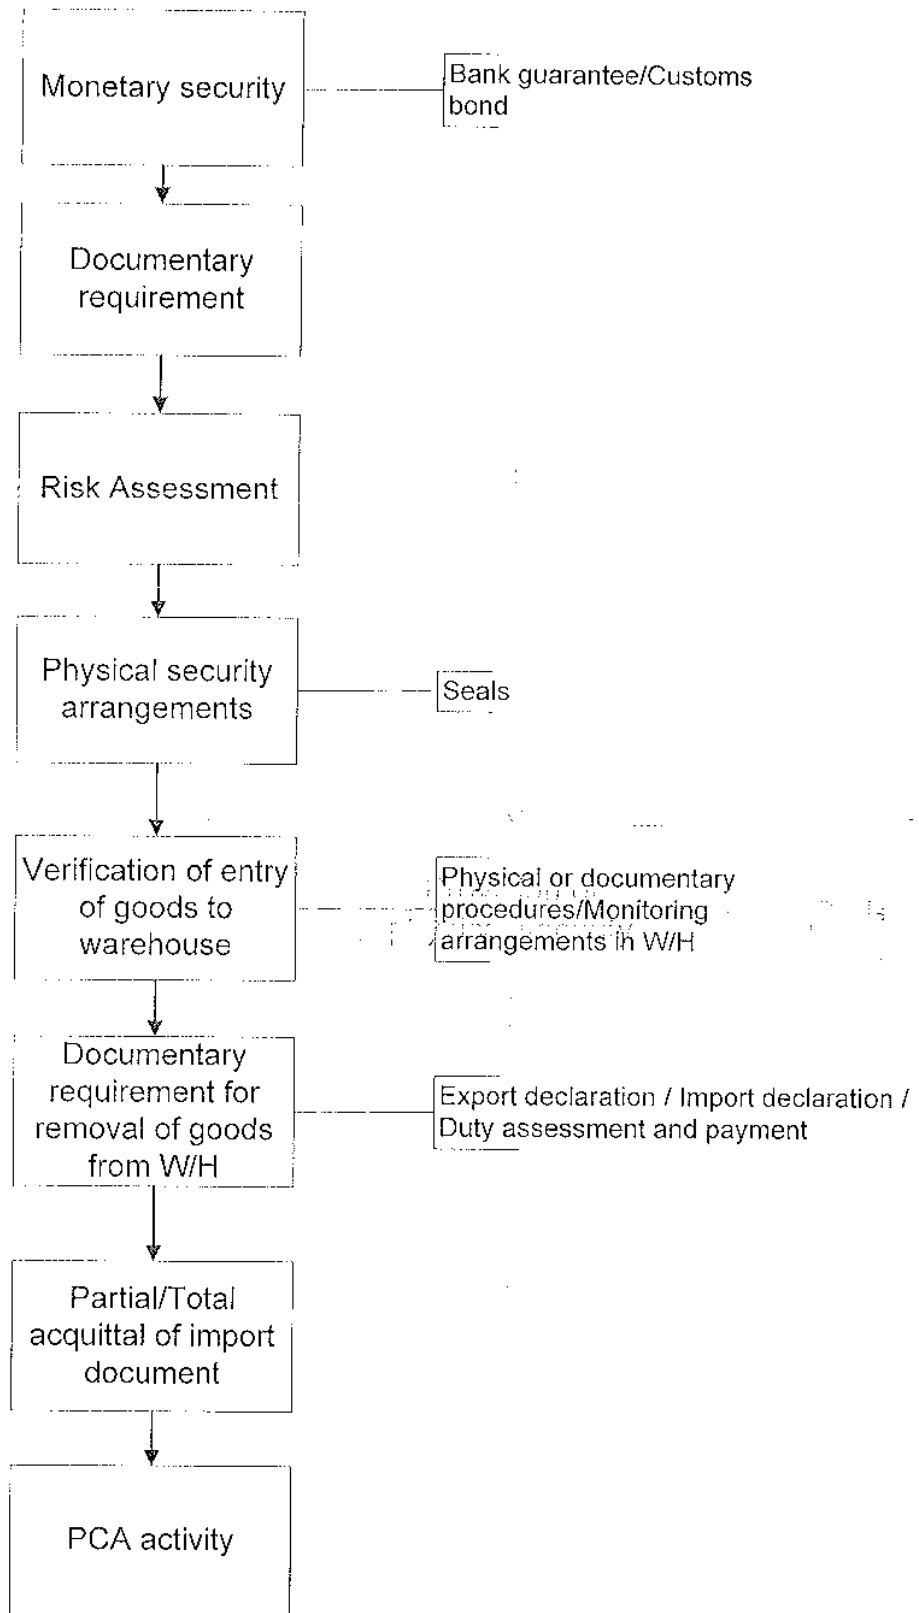 Monetary security
Bank guarantee/Customs
bond
Documentary
requirement
Risk Assessment
Physical security
arrangements
Seals
Verification of entry
of goods to
warehouse
Physical or documentary
procedures/Monitoring
arrangements in W/H
Documentary
requirement for
removal of goods
from W/H
Export declaration / Import declaration /
Duty assessment and payment
Partial/Total
acquittal of import
document
PCA activity